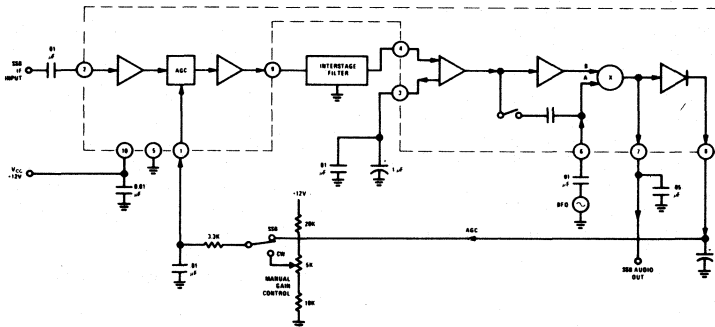 SSB
IF
INPUT
01
μF
2
AGC
9
INTERSTAGE
FILTER
4
3
B
A
X
10
5
1
6
7
8
VCC
+12V
0.01
μF
01
μF
1 μF
01
μF
BFO
05
μF
-12V
20K
SSB
3.3K
CW
5K
MANUAL
GAIN
CONTROL
10K
01
μF
AGC
SSB AUDIO
OUT